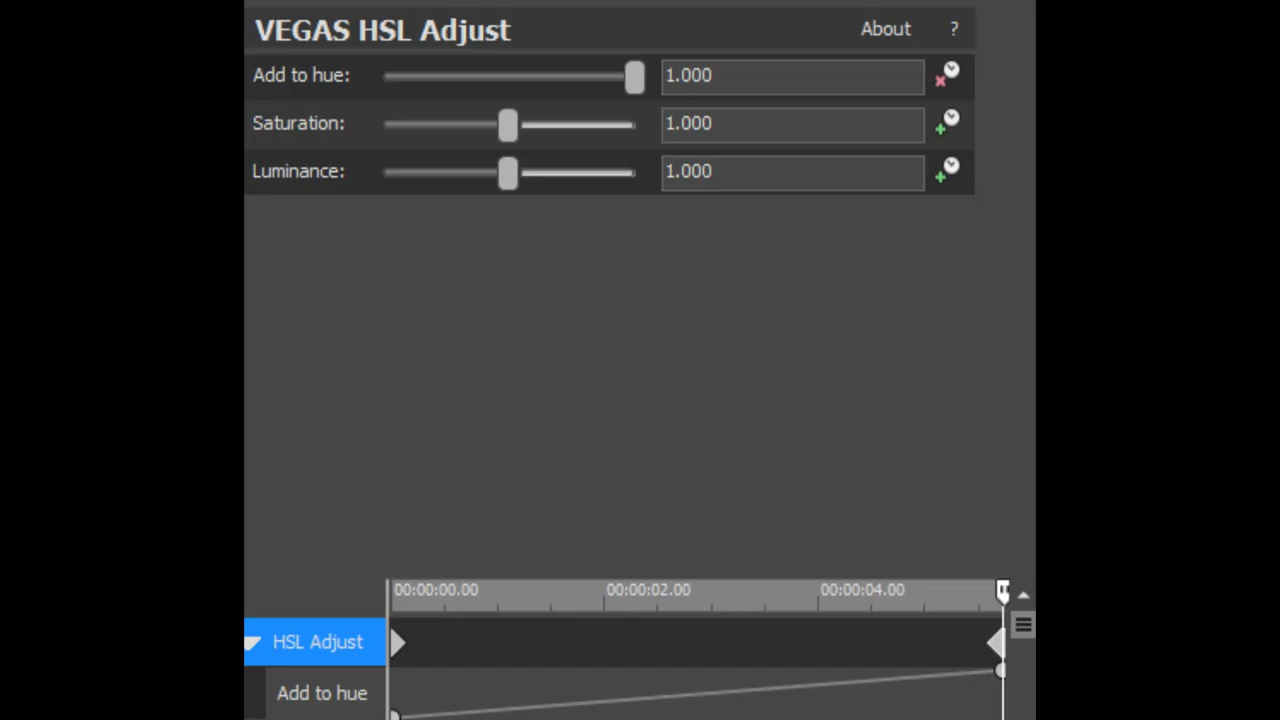 VEGAS HSL Adjust About ?
Add to hue: 1.000
Saturation: 1.000
Luminance: 1.000
00:00:00.00 00:00:02.00 00:00:04.00
HSL Adjust
Add to hue